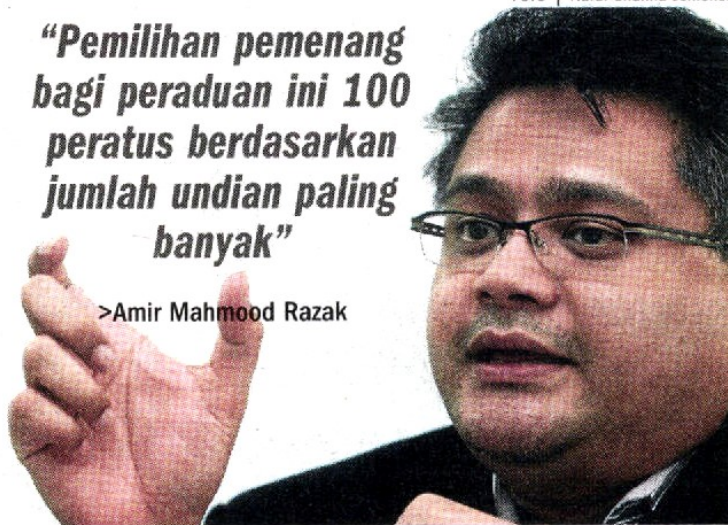 “Pemilihan pemenang
bagi peraduan ini 100
peratus berdasarkan
jumlah undian paling
banyak”
>Amir Mahmood Razak